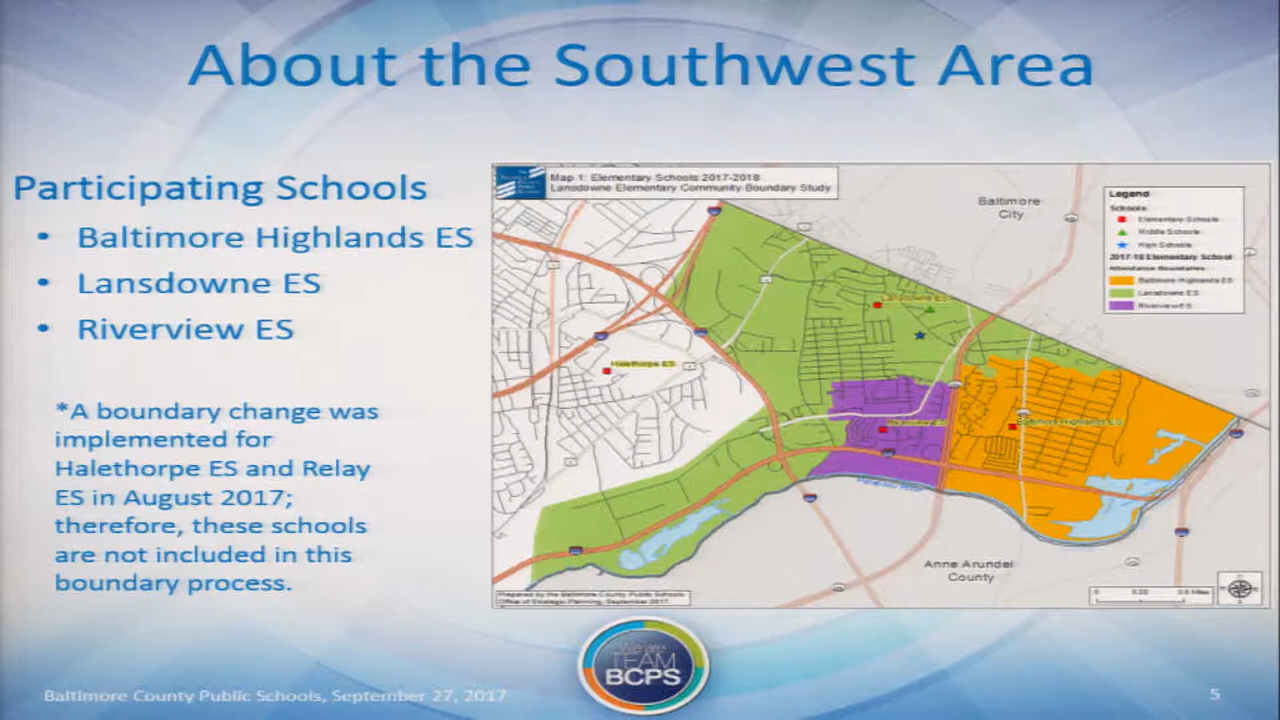 About the Southwest Area
Participating Schools
• Baltimore Highlands ES
• Lansdowne ES
• Riverview ES
*A boundary change was
implemented for
Halethorpe ES and Relay
ES in August 2017;
therefore, these schools
are not included in this
boundary process.
Map 1: Elementary Schools 2017-2018
Lansdowne Elementary Community Boundary Study
Baltimore
City
Legend
Schools
Elementary Schools
Middle Schools
High Schools
2017-18 Elementary School
Attendance Boundaries
Baltimore Highlands ES
Lansdowne ES
Riverview ES
Lansdowne ES
Halethorpe ES
Riverview ES
Baltimore Highlands ES
Anne Arundel
County
Prepared by the Baltimore County Public Schools
Office of Strategic Planning, September 2017
We are
TEAM
BCPS
Baltimore County Public Schools, September 27, 2017
5